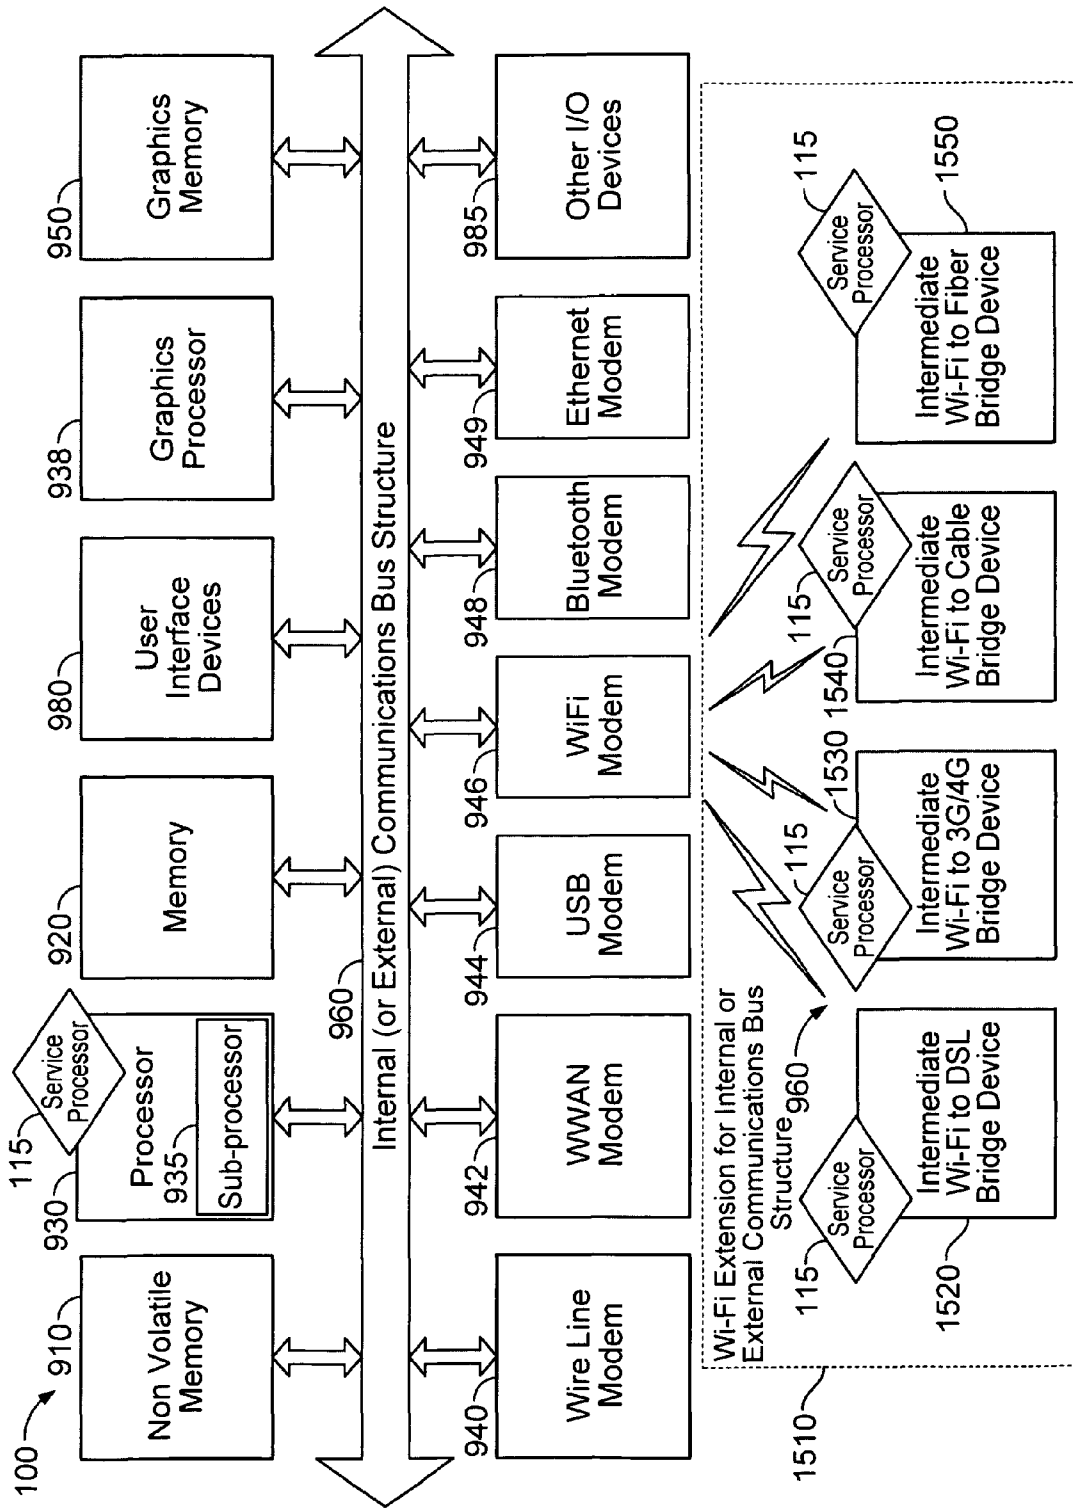 100
910
Non Volatile
Memory
930
115
Service
Processor
Processor
935
Sub-processor
920
Memory
980
User
Interface
Devices
938
Graphics
Processor
950
Graphics
Memory
960
Internal (or External) Communications Bus Structure
940
Wire Line
Modem
942
WWAN
Modem
944
USB
Modem
946
WiFi
Modem
948
Bluetooth
Modem
949
Ethernet
Modem
985
Other I/O
Devices
1510
Wi-Fi Extension for Internal or
External Communications Bus
Structure
960
115
Service
Processor
1520
Intermediate
Wi-Fi to DSL
Bridge Device
115
Service
Processor
1530
Intermediate
Wi-Fi to 3G/4G
Bridge Device
115
Service
Processor
1540
Intermediate
Wi-Fi to Cable
Bridge Device
115
Service
Processor
1550
Intermediate
Wi-Fi to Fiber
Bridge Device